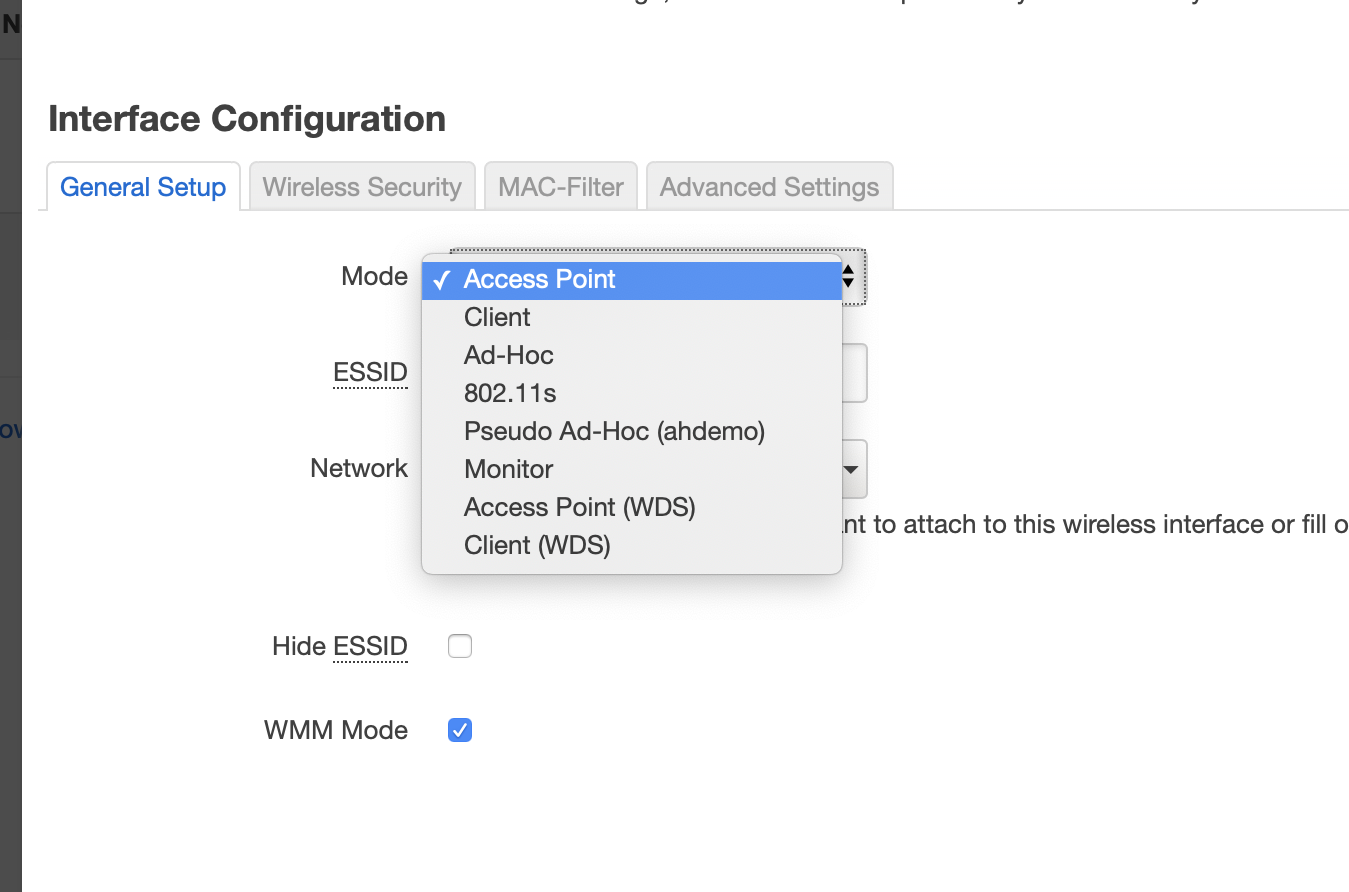 N
Interface Configuration
General Setup
Wireless Security
MAC-Filter
Advanced Settings
Mode
✓ Access Point
Client
Ad-Hoc
802.11s
Pseudo Ad-Hoc (ahdemo)
Monitor
Access Point (WDS)
Client (WDS)
ESSID
Network
nt to attach to this wireless interface or fill o
Hide ESSID
WMM Mode